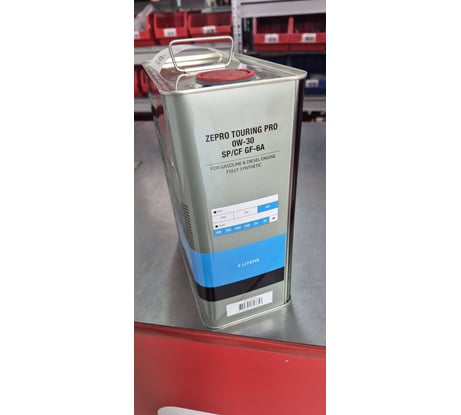 ZEPRO TOURING PRO
0W-30
SP/CF GF-6A
FOR GASOLINE & DIESEL ENGINE
FULLY SYNTHETIC
4 LITERS